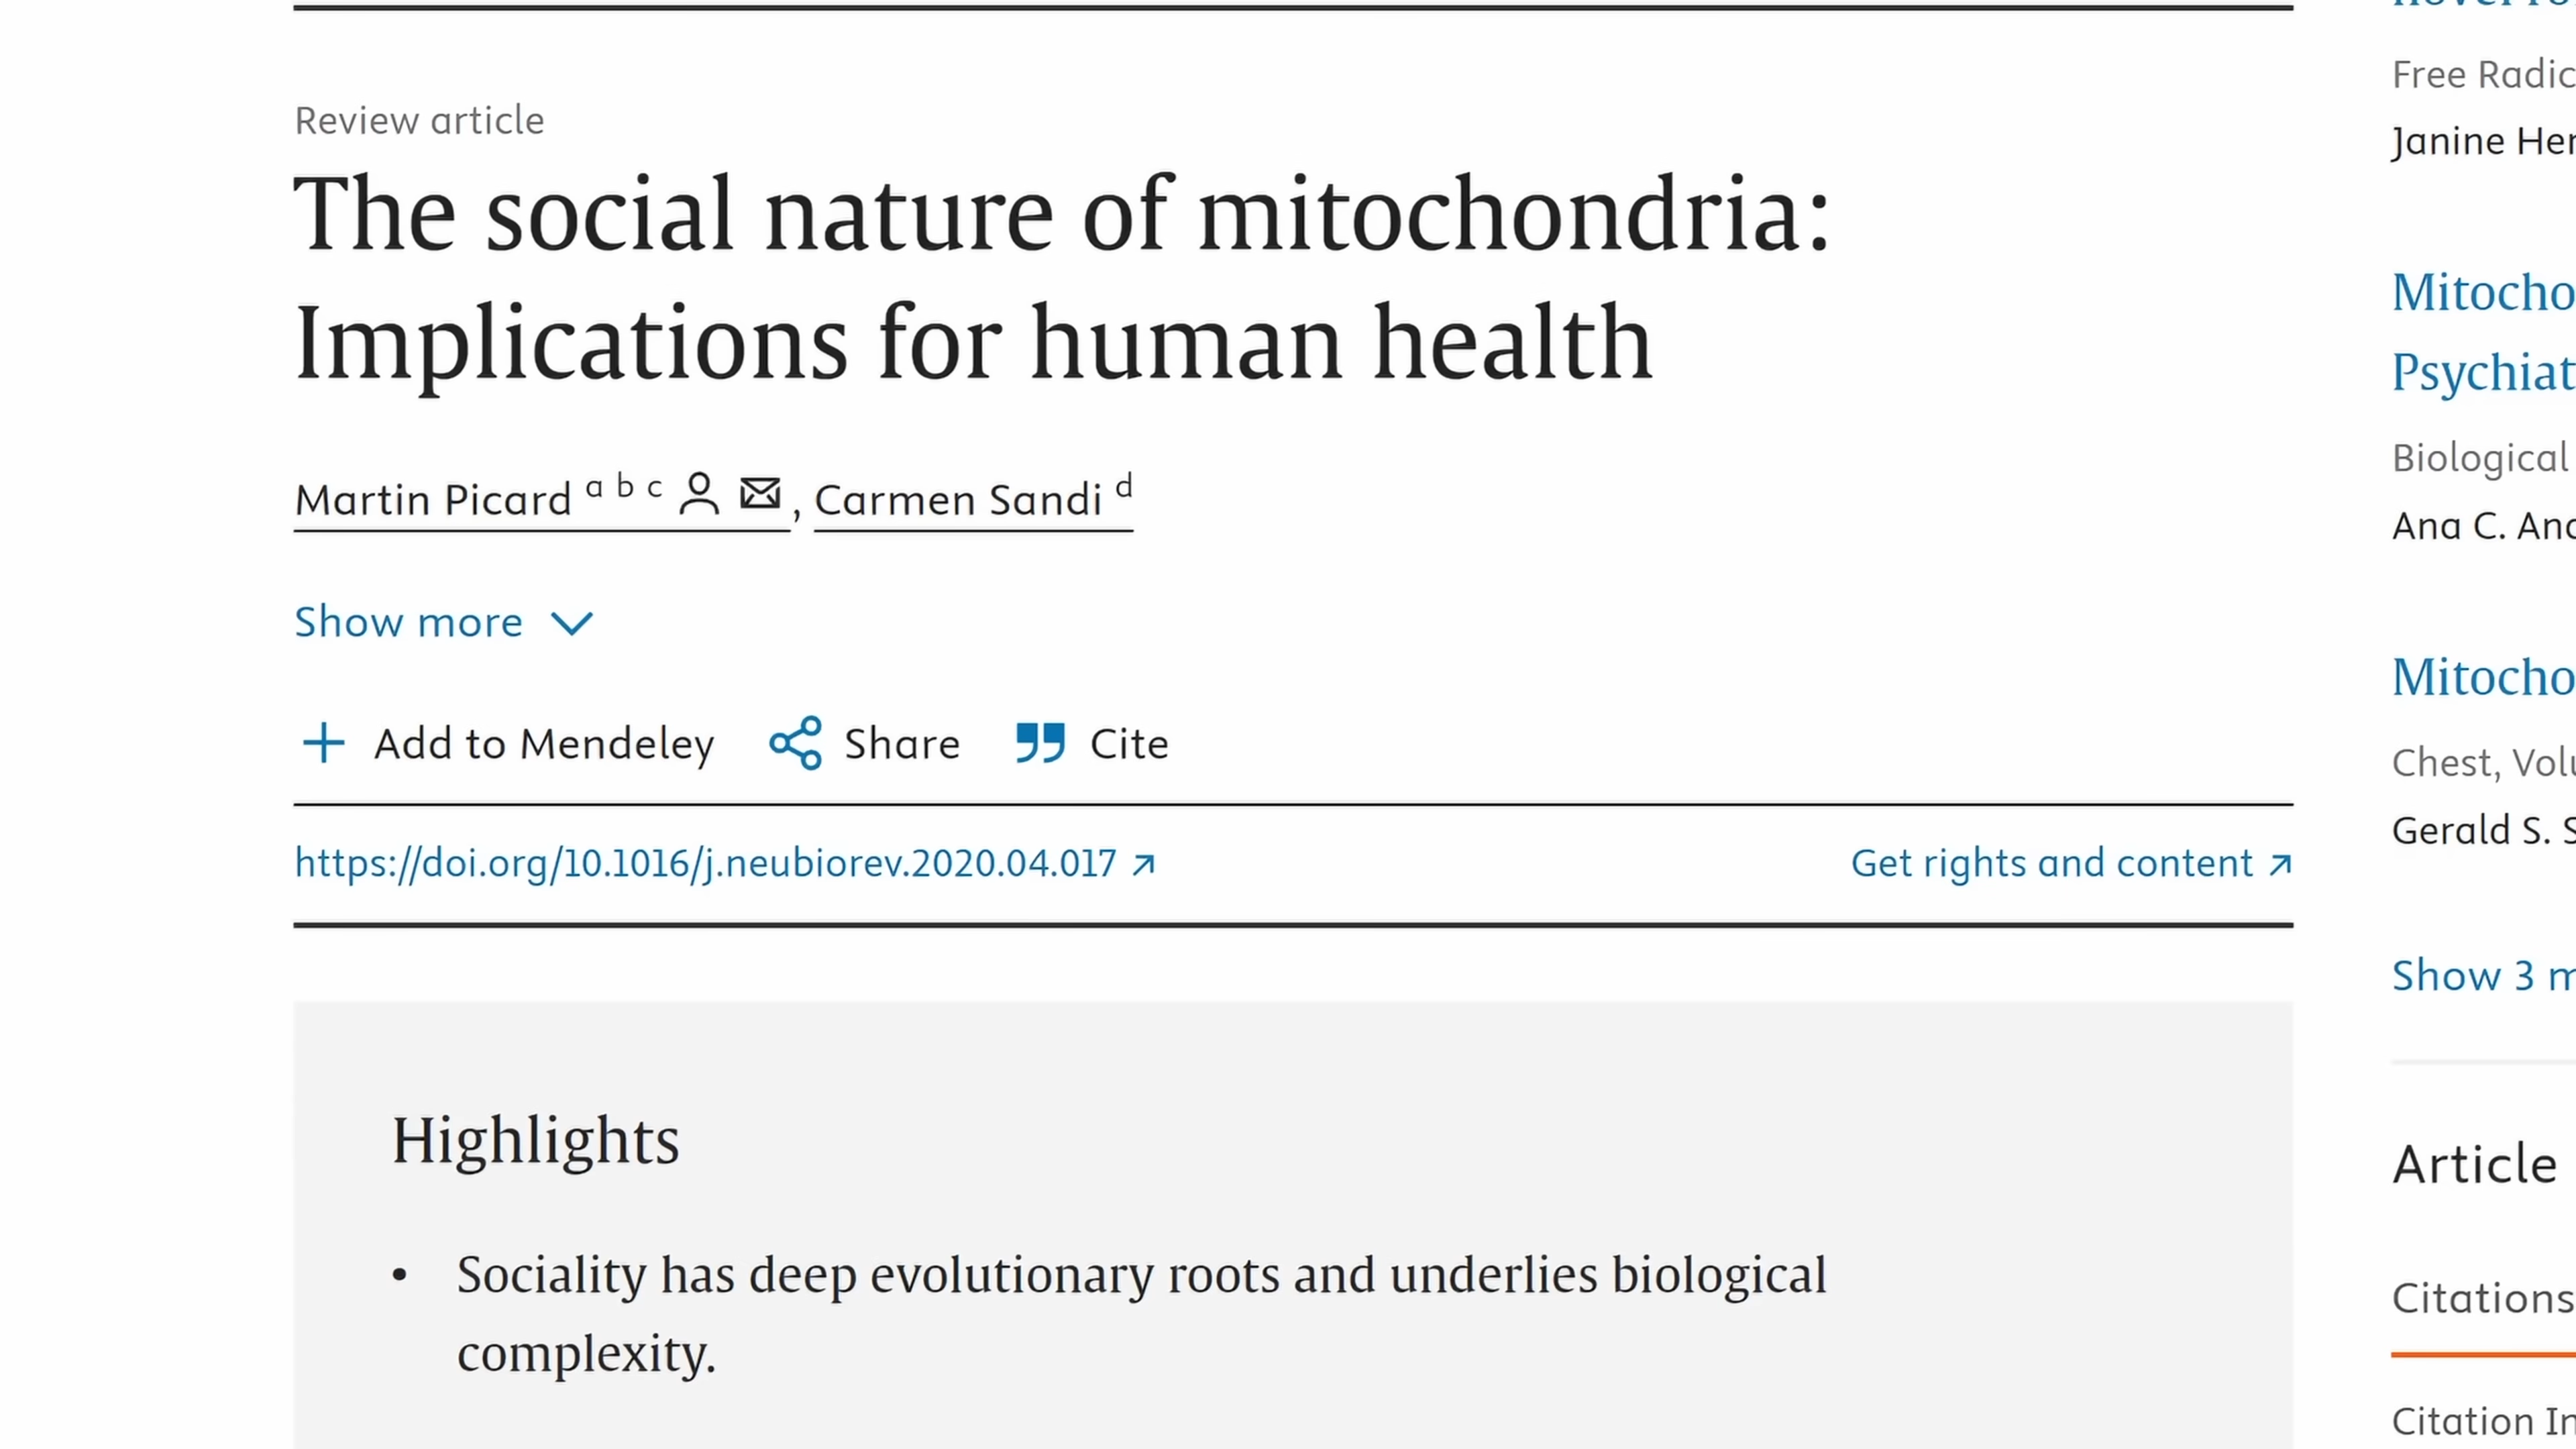 Review article
The social nature of mitochondria:
Implications for human health
Martin Picard a b c , Carmen Sandi d
Show more
Add to Mendeley Share Cite
https://doi.org/10.1016/j.neubiorev.2020.04.017
Get rights and content
Highlights
• Sociality has deep evolutionary roots and underlies biological
complexity.
Free Radic
Janine Her
Mitocho
Psychiat
Biological
Ana C. And
Mitocho
Chest, Volu
Gerald S. S
Show 3 m
Article
Citations
Citation In